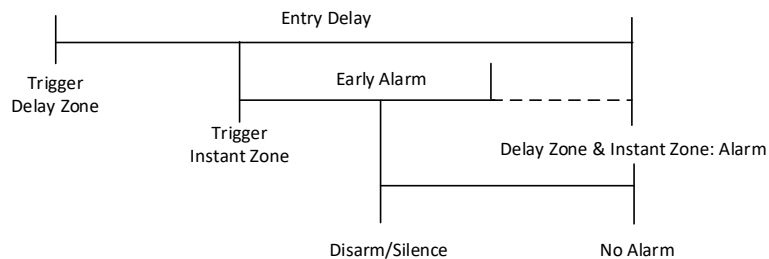 Entry Delay
Trigger
Delay Zone
Early Alarm
Trigger
Instant Zone
Delay Zone & Instant Zone: Alarm
Disarm/Silence
No Alarm